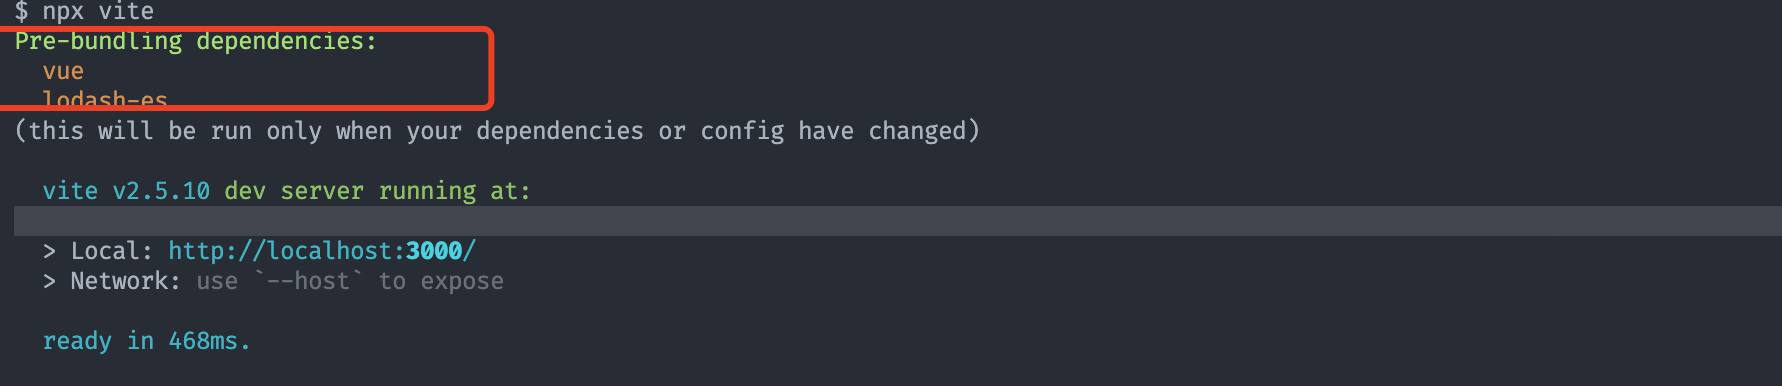 $ npx vite
Pre-bundling dependencies:
vue
lodash-es
(this will be run only when your dependencies or config have changed)
vite v2.5.10 dev server running at:
> Local: http://localhost:3000/
> Network: use `--host` to expose
ready in 468ms.